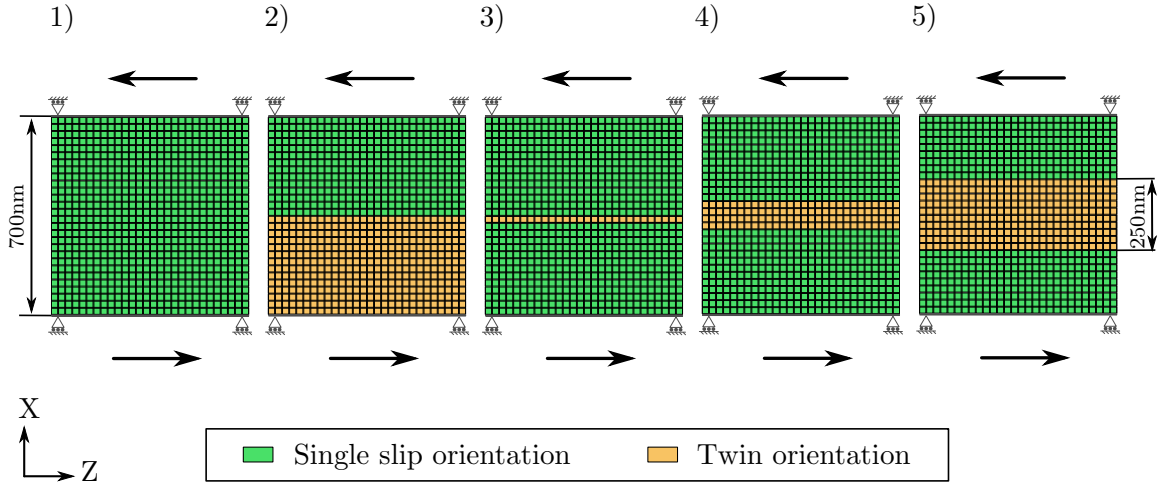 1)
2)
3)
4)
5)
700nm
250nm
X
Z
Single slip orientation
Twin orientation